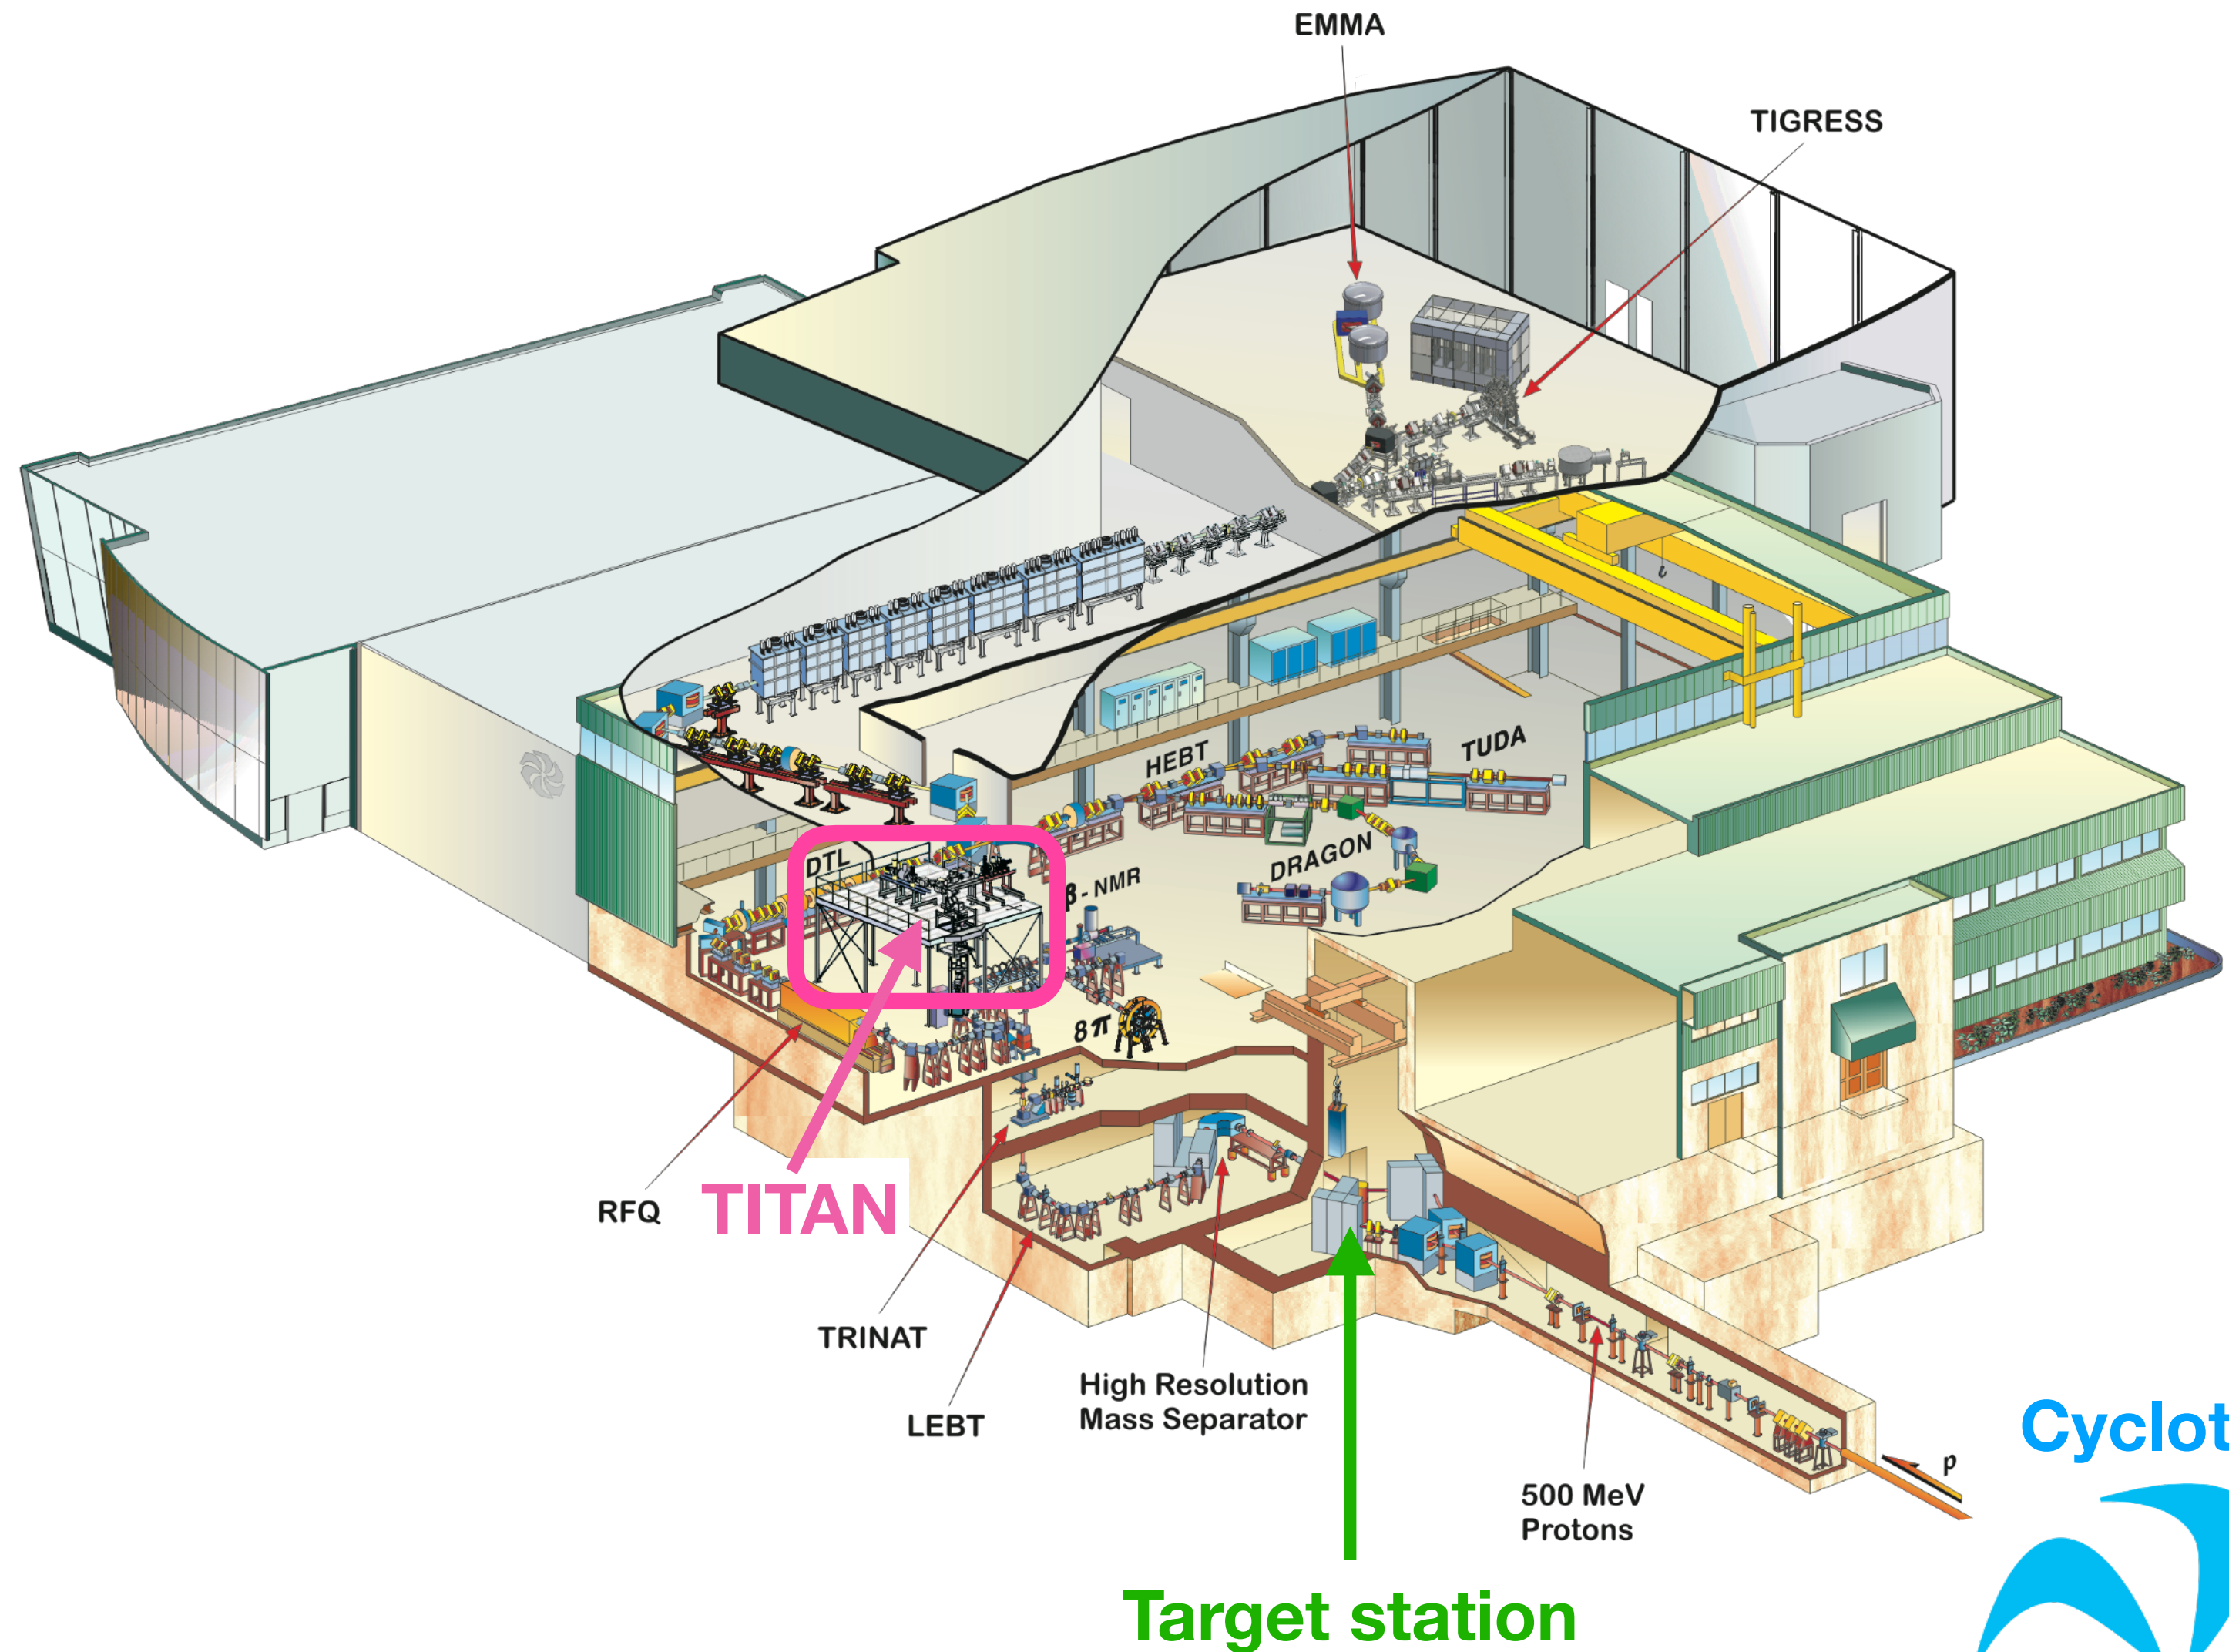 EMMA
TIGRESS
HEBT
TUDA
DTL
DRAGON
β-NMR
8π
RFQ
TITAN
TRINAT
High Resolution
Mass Separator
LEBT
Cyclot
p
500 MeV
Protons
Target station